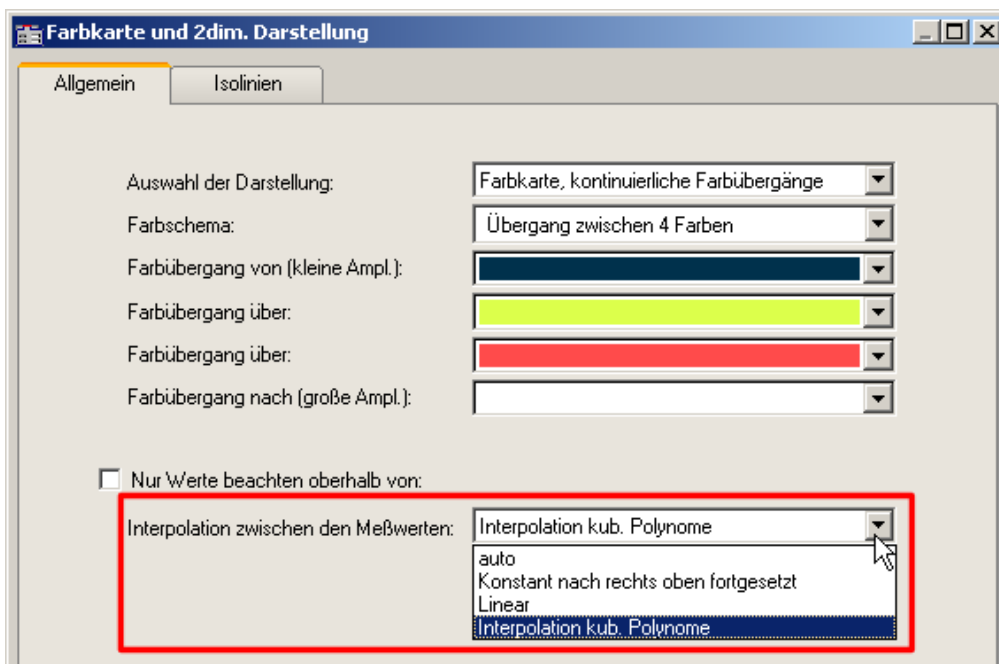 Farbkarte und 2dim. Darstellung
Allgemein
Isolinien
Auswahl der Darstellung:
Farbkarte, kontinuierliche Farbübergänge
Farbschema:
Übergang zwischen 4 Farben
Farbübergang von (kleine Ampl.):
Farbübergang über:
Farbübergang über:
Farbübergang nach (große Ampl.):
Nur Werte beachten oberhalb von:
Interpolation zwischen den Meßwerten:
Interpolation kub. Polynome
auto
Konstant nach rechts oben fortgesetzt
Linear
Interpolation kub. Polynome